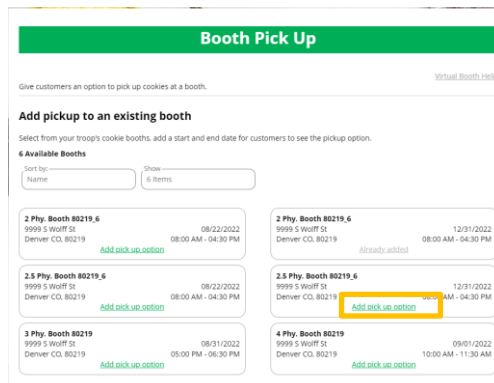 Booth Pick Up
Virtual Booth Help
Give customers an option to pick up cookies at a booth.
Add pickup to an existing booth
Select from your troop's cookie booths, add a start and end date for customers to see the pickup option.
6 Available Booths
Sort by:
Name
Show
6 Items
2 Phy. Booth 80219_6
9999 S Wolff St 08/22/2022
Denver CO, 80219 08:00 AM - 04:30 PM
Add pick up option
2 Phy. Booth 80219_6
9999 S Wolff St 12/31/2022
Denver CO, 80219 08:00 AM - 04:30 PM
Already added
2.5 Phy. Booth 80219_6
9999 S Wolff St 08/22/2022
Denver CO, 80219 08:00 AM - 04:30 PM
Add pick up option
2.5 Phy. Booth 80219_6
9999 S Wolff St 12/31/2022
Denver CO, 80219 AM - 04:30 PM
Add pick up option
3 Phy. Booth 80219
9999 S Wolff St 08/31/2022
Denver CO, 80219 05:00 PM - 06:30 PM
Add pick up option
4 Phy. Booth 80219
9999 S Wolff St 09/01/2022
Denver CO, 80219 10:00 AM - 11:30 AM
Add pick up option